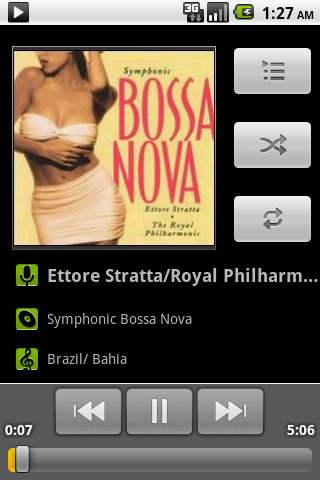 3G
1:27 AM
Symphonic
BOSSA
NOVA
Ettore Stratta
The Royal
Philharmonic
Ettore Stratta/Royal Philharm...
Symphonic Bossa Nova
Brazil/ Bahia
0:07
5:06